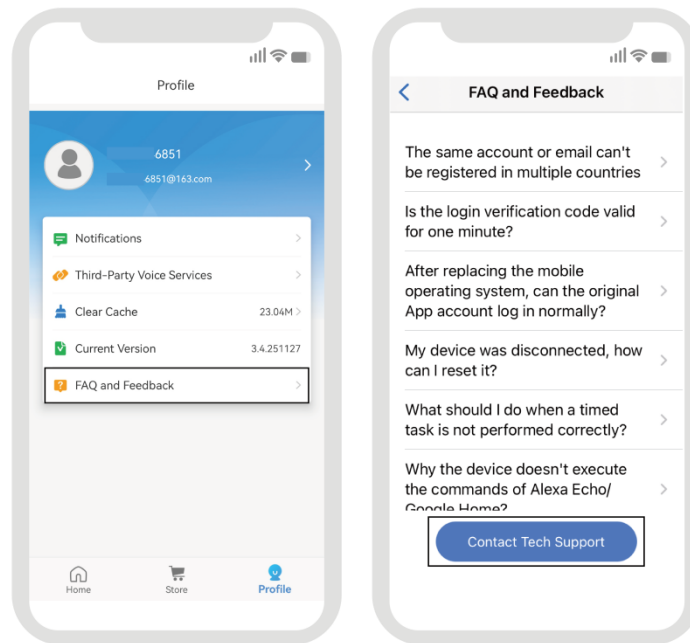 Profile
6851
6851@163.com
Notifications
Third-Party Voice Services
Clear Cache 23.04M
Current Version 3.4.251127
FAQ and Feedback
Home Store Profile
FAQ and Feedback
The same account or email can't
be registered in multiple countries
Is the login verification code valid
for one minute?
After replacing the mobile
operating system, can the original
App account log in normally?
My device was disconnected, how
can I reset it?
What should I do when a timed
task is not performed correctly?
Why the device doesn't execute
the commands of Alexa Echo/
Google Home?
Contact Tech Support